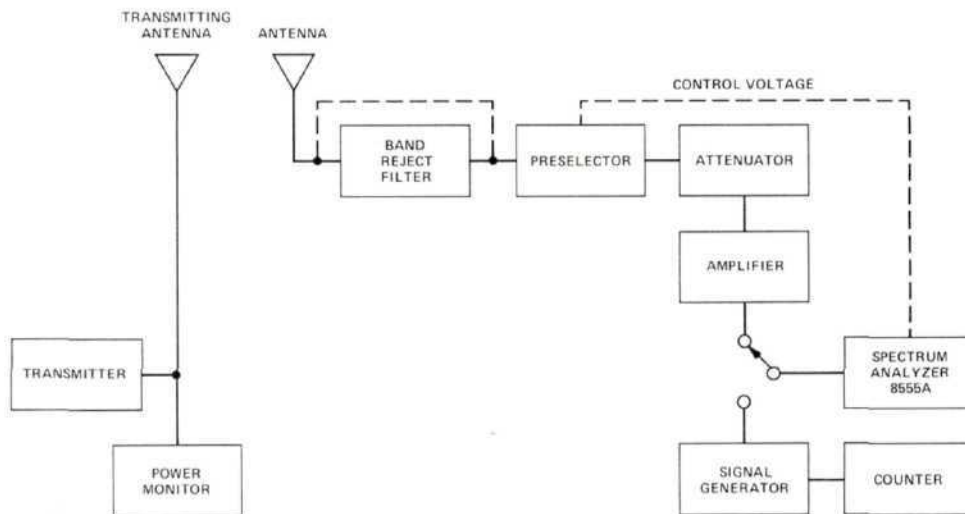 TRANSMITTING
ANTENNA
ANTENNA
CONTROL VOLTAGE
BAND
REJECT
FILTER
PRESELECTOR
ATTENUATOR
AMPLIFIER
TRANSMITTER
SPECTRUM
ANALYZER
8555A
POWER
MONITOR
SIGNAL
GENERATOR
COUNTER